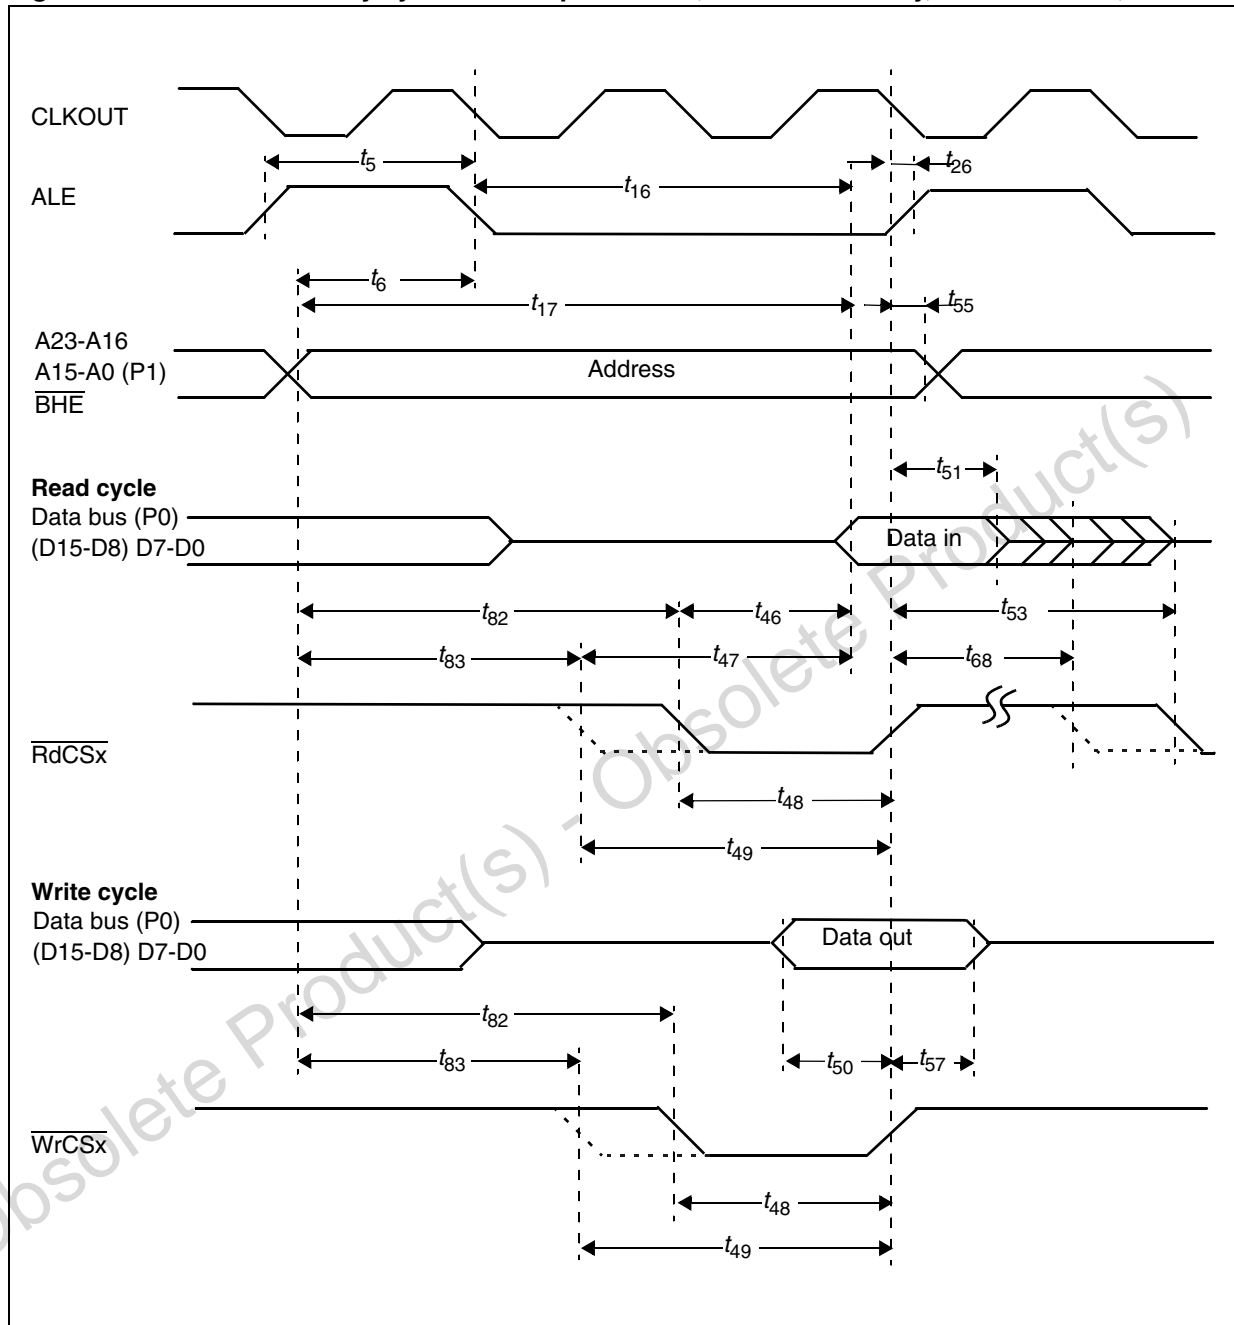 CLKOUT
t5
t26
ALE
t16
t6
t17
t55
A23-A16
A15-A0 (P1)
Address
BHE
t51
Read cycle
Data bus (P0)
(D15-D8) D7-D0
Data in
t82
t46
t53
t83
t47
t68
RdCSx
t48
t49
Write cycle
Data bus (P0)
(D15-D8) D7-D0
Data out
t82
t83
t50
t57
WrCSx
t48
t49
Obsolete Product(s) - Obsolete Product(s)